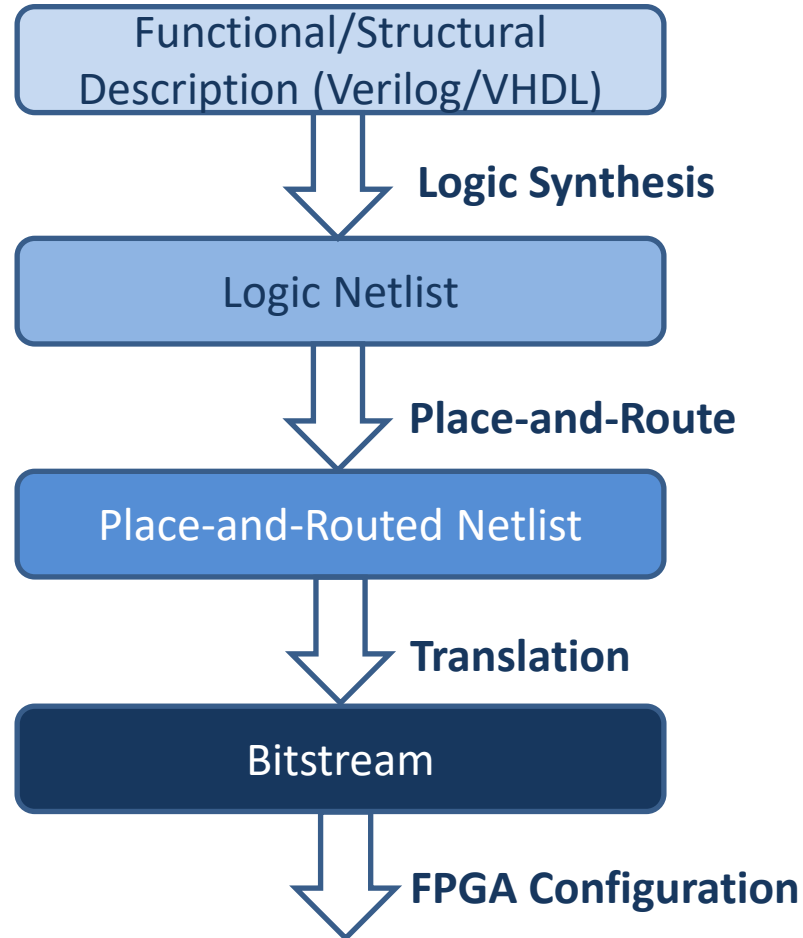 Functional/Structural
Description (Verilog/VHDL)
Logic Synthesis
Logic Netlist
Place-and-Route
Place-and-Routed Netlist
Translation
Bitstream
FPGA Configuration